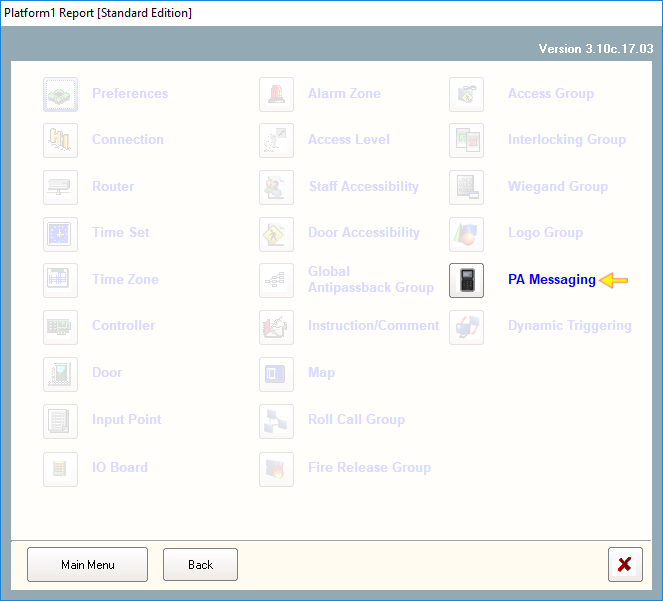 Platform1 Report [Standard Edition]
Version 3.10c.17.03
Preferences
Connection
Router
Time Set
Time Zone
Controller
Door
Input Point
IO Board
Alarm Zone
Access Level
Staff Accessibility
Door Accessibility
Global
Antipassback Group
Instruction/Comment
Map
Roll Call Group
Fire Release Group
Access Group
Interlocking Group
Wiegand Group
Logo Group
PA Messaging
Dynamic Triggering
Main Menu
Back